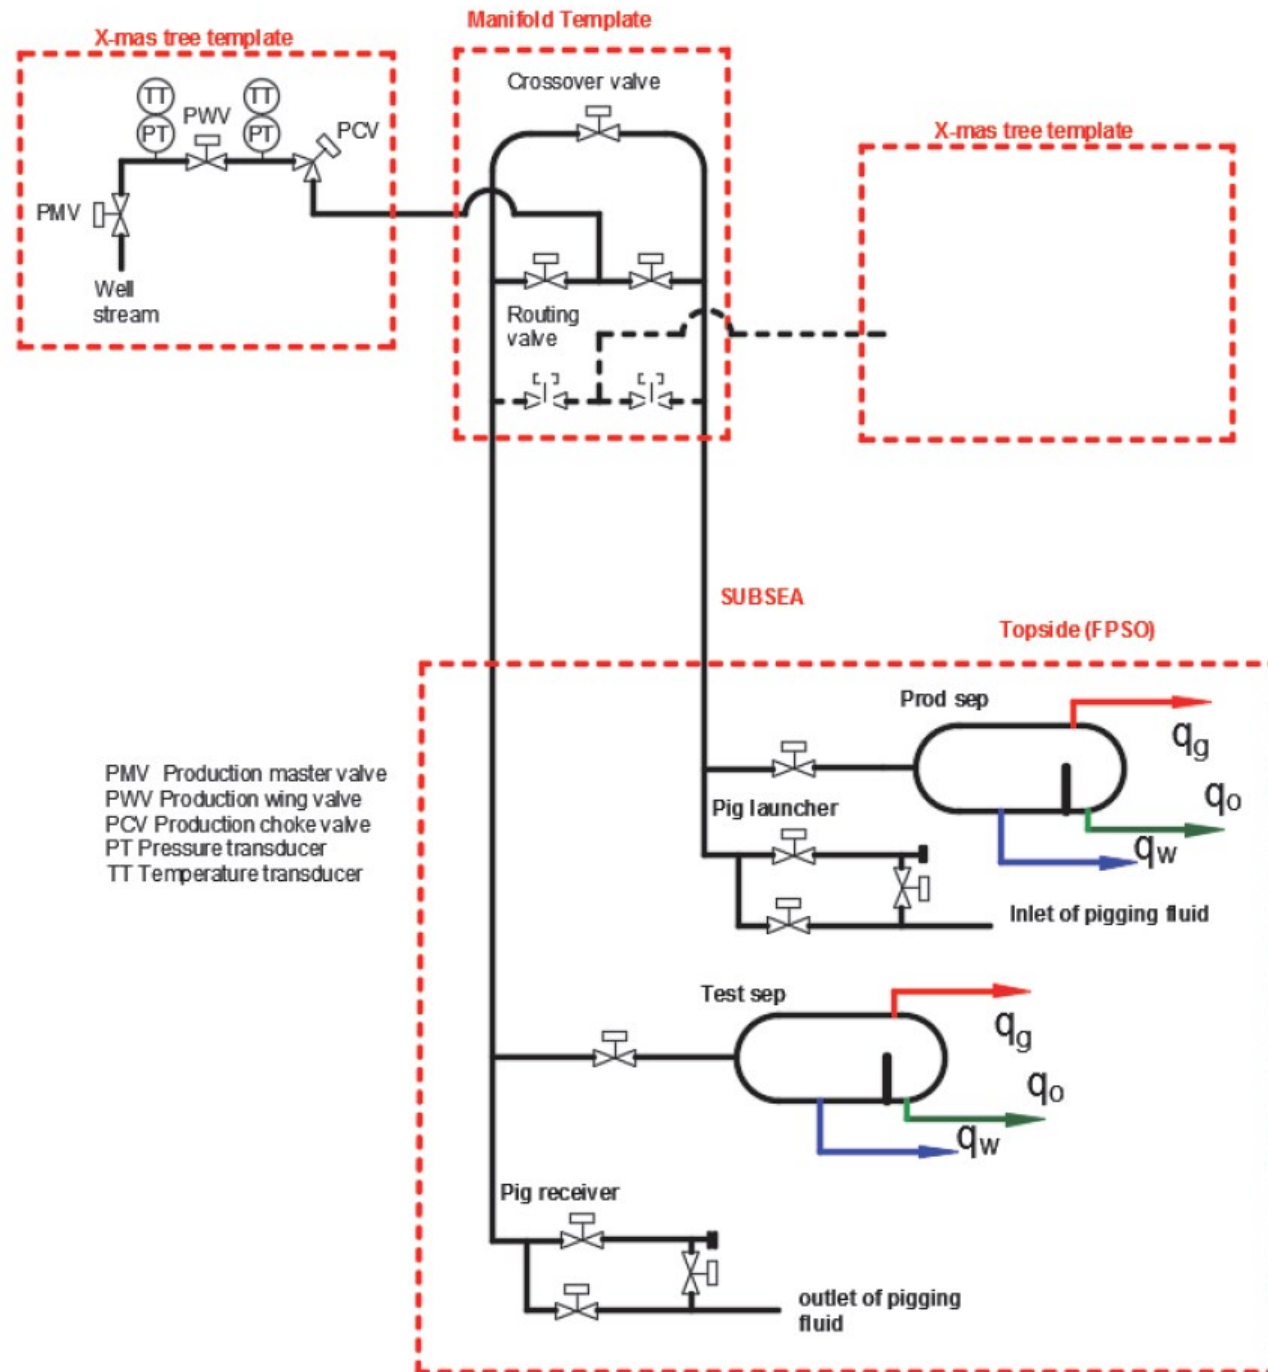 Manifold Template
X-mas tree template
Crossover valve
TT
TT
PT
PWV
PT
PCV
X-mas tree template
PMV
Well
stream
Routing
valve
SUBSEA
Topside (FPSO)
Prod sep
qg
PMV Production master valve
PWV Production wing valve
PCV Production choke valve
PT Pressure transducer
TT Temperature transducer
qo
Pig launcher
qw
Inlet of pigging fluid
Test sep
qg
qo
qw
Pig receiver
outlet of pigging
fluid